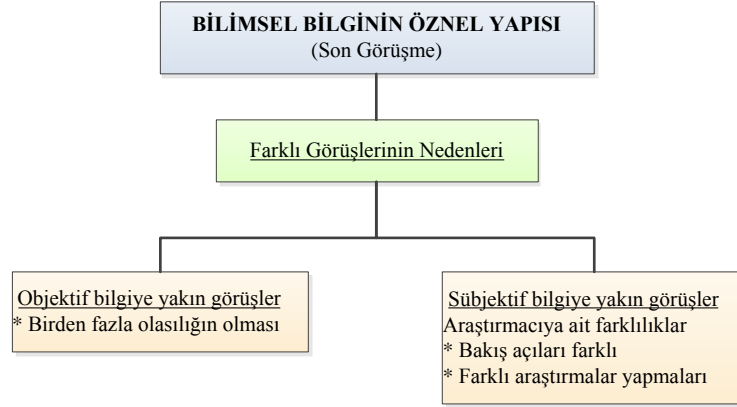 BİLİMSEL BİLGİNİN ÖZNEL YAPISI
(Son Görüşme)
Farklı Görüşlerinin Nedenleri
Objektif bilgiye yakın görüşler
* Birden fazla olasılığın olması
Sübjektif bilgiye yakın görüşler
Araştırmacıya ait farklılıklar
* Bakış açıları farklı
* Farklı araştırmalar yapmaları